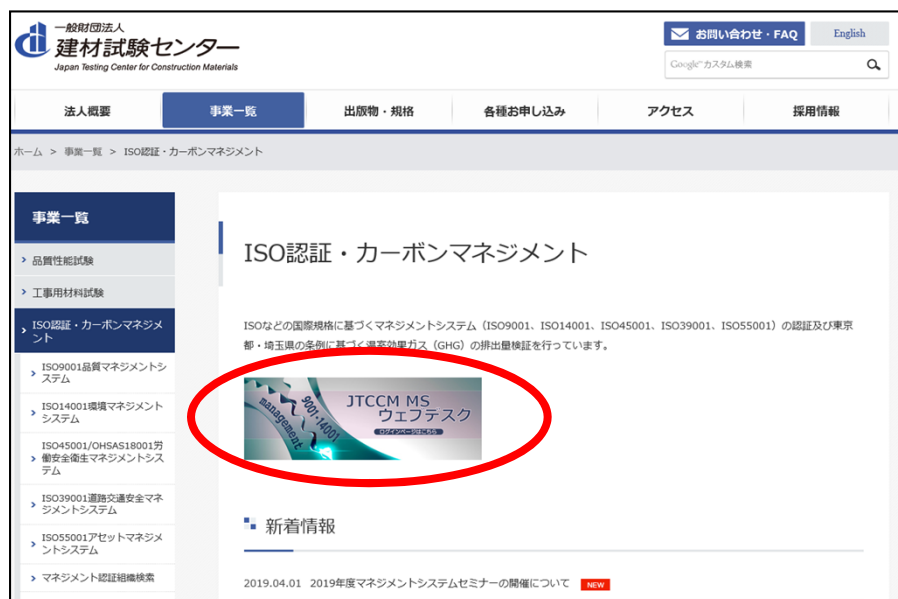 一般財団法人
建材試験センター
Japan Testing Center for Construction Materials
お問い合わせ・FAQ
English
Google カスタム検索
法人概要
事業一覧
出版物・規格
各種お申し込み
アクセス
採用情報
ホーム > 事業一覧 > ISO認証・カーボンマネジメント
事業一覧
品質性能試験
工事用材料試験
ISO認証・カーボンマネジメ
ント
ISO9001品質マネジメントシ
ステム
ISO14001環境マネジメント
システム
ISO45001/OHSAS18001労
働安全衛生マネジメントシス
テム
ISO39001道路交通安全マネ
ジメントシステム
ISO55001アセットマネジメ
ントシステム
マネジメント認証組織検索
ISO認証・カーボンマネジメント
ISOなどの国際規格に基づくマネジメントシステム（ISO9001、ISO14001、ISO45001、ISO39001、ISO55001）の認証及び東京
都・埼玉県の条例に基づく温室効果ガス（GHG）の排出量検証を行っています。
management
9001・14001
JTCCM MS
ウェブデスク
ログインページはこちら
新着情報
2019.04.01 2019年度マネジメントシステムセミナーの開催について NEW